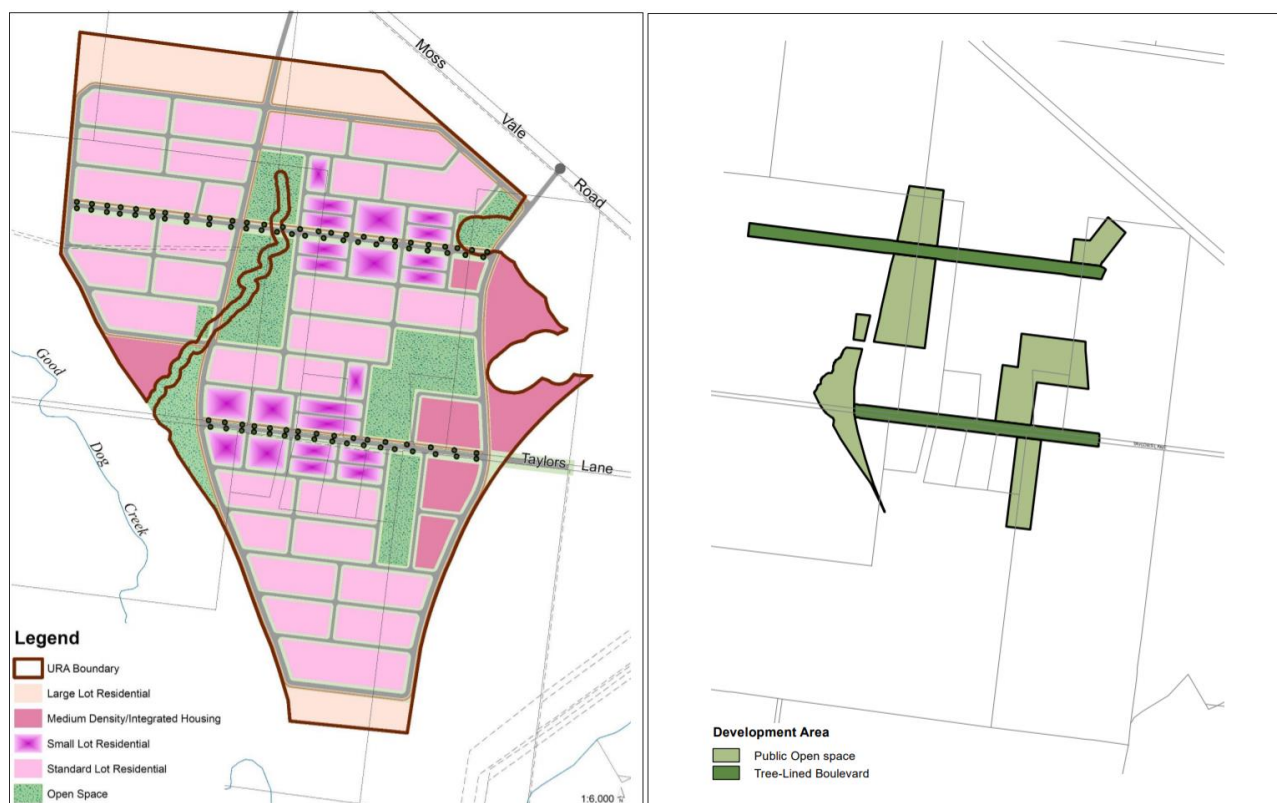 Moss
Vale
Road
Good
Dog
Creek
Taylors Lane
Legend
URA Boundary
Large Lot Residential
Medium Density/Integrated Housing
Small Lot Residential
Standard Lot Residential
Open Space
1:6,000
Development Area
Public Open space
Tree-Lined Boulevard